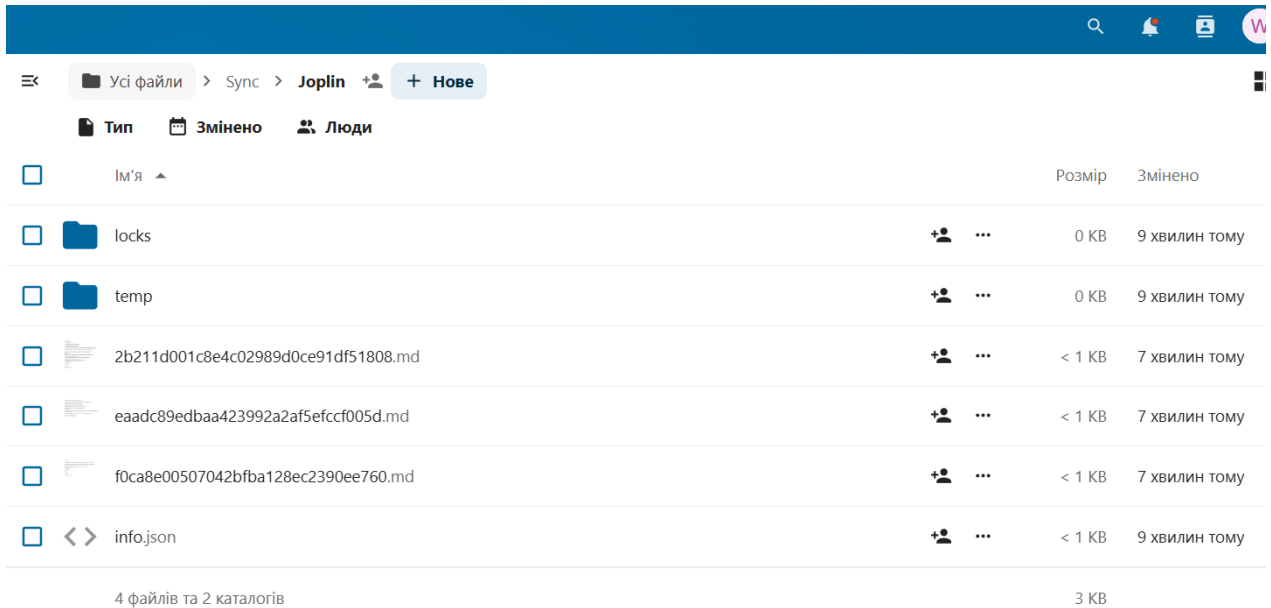 W
Усі файли > Sync > Joplin + Нове
Тип Змінено Люди
Ім'я Розмір Змінено
locks 0 KB 9 хвилин тому
temp 0 KB 9 хвилин тому
2b211d001c8e4c02989d0ce91df51808.md < 1 KB 7 хвилин тому
eaadc89edbaa423992a2af5efccf005d.md < 1 KB 7 хвилин тому
f0ca8e00507042bfba128ec2390ee760.md < 1 KB 7 хвилин тому
info.json < 1 KB 9 хвилин тому
4 файлів та 2 каталогів 3 KB